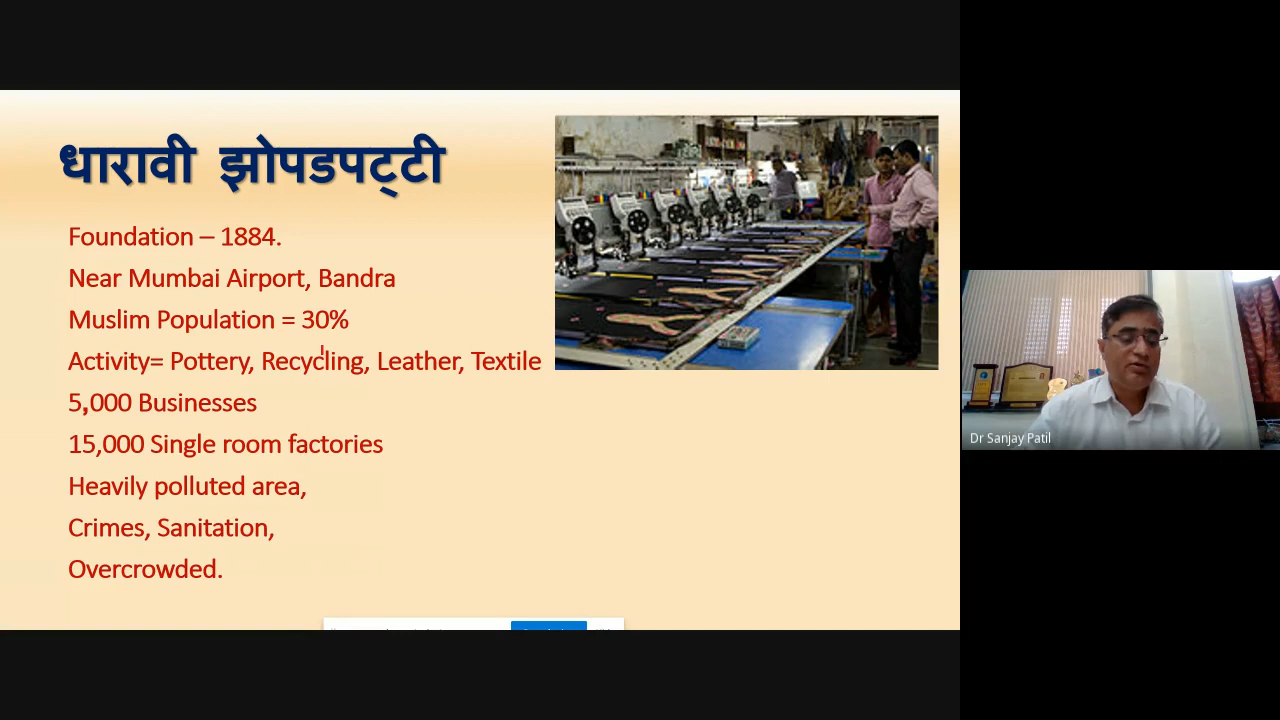 धारावी झोपडपट्टी
Foundation – 1884.
Near Mumbai Airport, Bandra
Muslim Population = 30%
Activity= Pottery, Recycling, Leather, Textile
5,000 Businesses
15,000 Single room factories
Heavily polluted area,
Crimes, Sanitation,
Overcrowded.
Dr Sanjay Patil